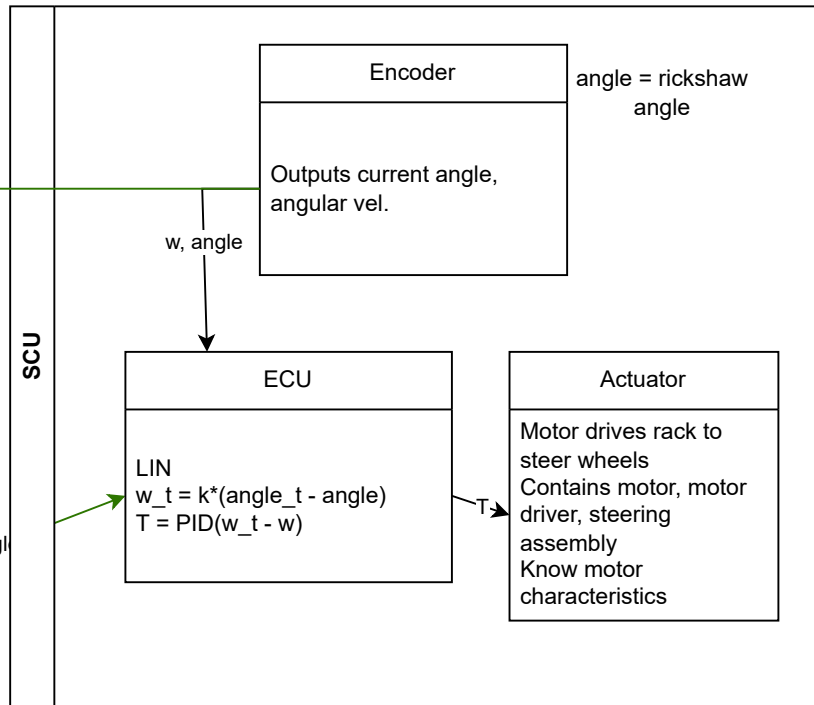 Encoder
angle = rickshaw
angle
Outputs current angle,
angular vel.
w, angle
SCU
ECU
LIN
w_t = k*(angle_t - angle)
T = PID(w_t - w)
T
Actuator
Motor drives rack to
steer wheels
Contains motor, motor
driver, steering
assembly
Know motor
characteristics